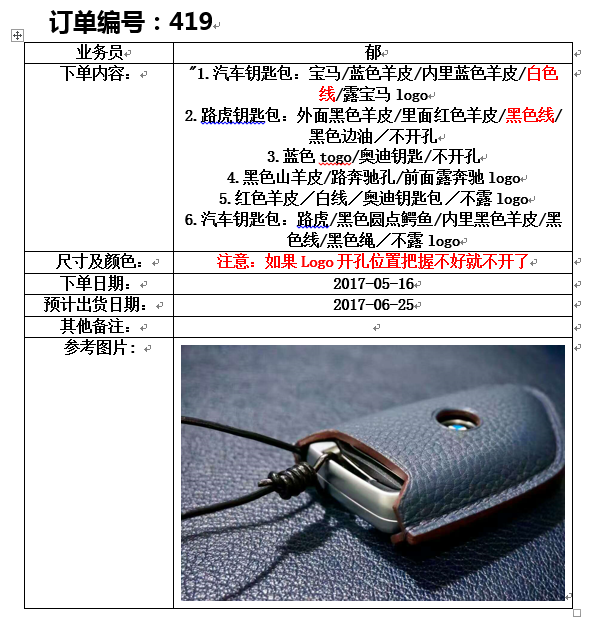 订单编号：419
业务员
郁
下单内容：
"1.汽车钥匙包：宝马/蓝色羊皮/内里蓝色羊皮/白色
线/露宝马 logo
2.路虎钥匙包：外面黑色羊皮/里面红色羊皮/黑色线/
黑色边油／不开孔
3.蓝色 togo/奥迪钥匙/不开孔
4.黑色山羊皮/路奔驰孔/前面露奔驰 logo
5.红色羊皮／白线／奥迪钥匙包／不露 logo
6.汽车钥匙包：路虎/黑色圆点鳄鱼/内里黑色羊皮/黑
色线/黑色绳／不露 logo
尺寸及颜色：
注意：如果 Logo 开孔位置把握不好就不开了
下单日期：
2017-05-16
预计出货日期：
2017-06-25
其他备注：
参考图片：